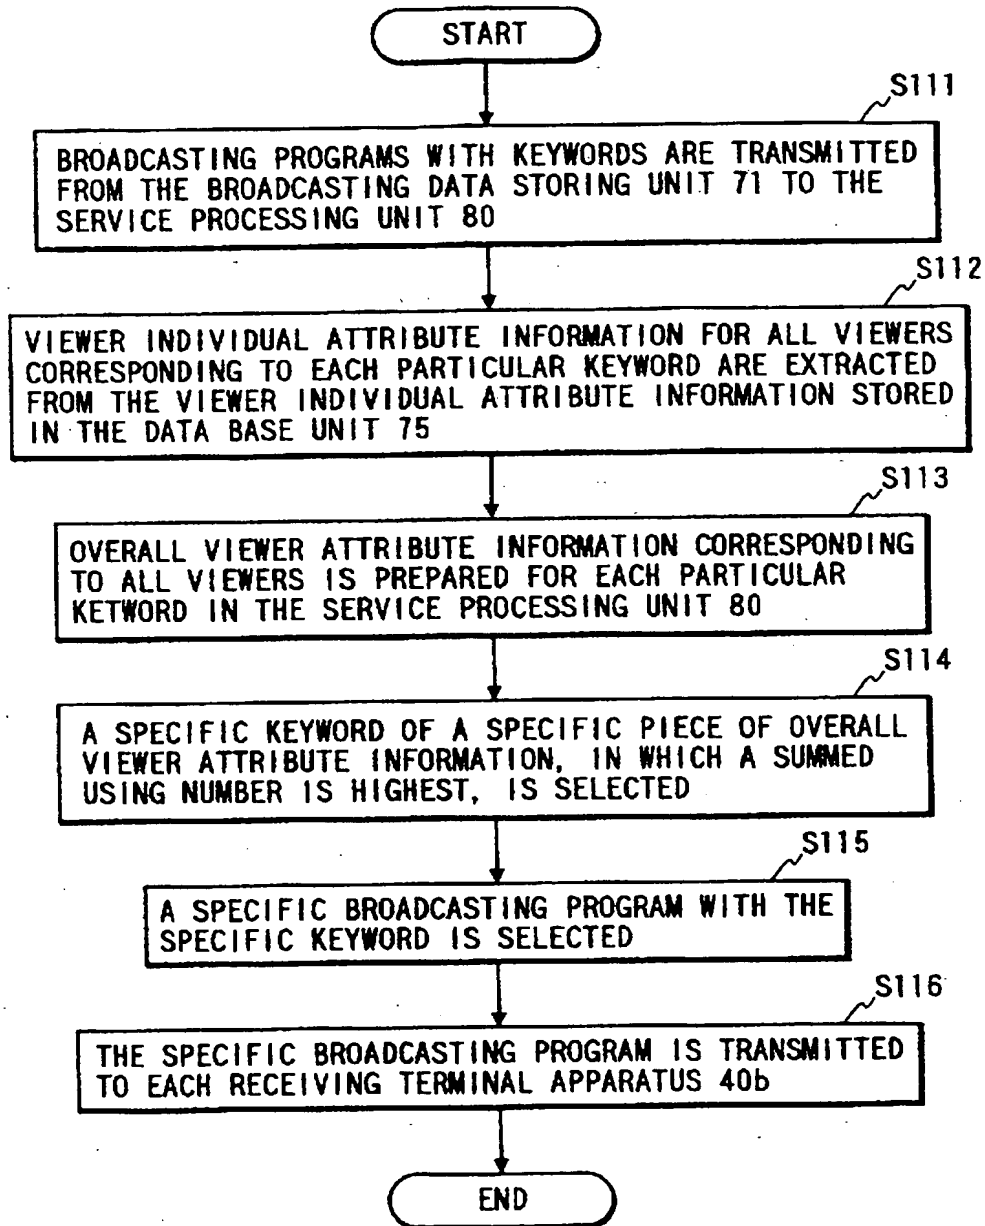 START
S111
BROADCASTING PROGRAMS WITH KEYWORDS ARE TRANSMITTED
FROM THE BROADCASTING DATA STORING UNIT 71 TO THE
SERVICE PROCESSING UNIT 80
S112
VIEWER INDIVIDUAL ATTRIBUTE INFORMATION FOR ALL VIEWERS
CORRESPONDING TO EACH PARTICULAR KEYWORD ARE EXTRACTED
FROM THE VIEWER INDIVIDUAL ATTRIBUTE INFORMATION STORED
IN THE DATA BASE UNIT 75
S113
OVERALL VIEWER ATTRIBUTE INFORMATION CORRESPONDING
TO ALL VIEWERS IS PREPARED FOR EACH PARTICULAR
KETWORD IN THE SERVICE PROCESSING UNIT 80
S114
A SPECIFIC KEYWORD OF A SPECIFIC PIECE OF OVERALL
VIEWER ATTRIBUTE INFORMATION, IN WHICH A SUMMED
USING NUMBER IS HIGHEST, IS SELECTED
S115
A SPECIFIC BROADCASTING PROGRAM WITH THE
SPECIFIC KEYWORD IS SELECTED
S116
THE SPECIFIC BROADCASTING PROGRAM IS TRANSMITTED
TO EACH RECEIVING TERMINAL APPARATUS 40b
END